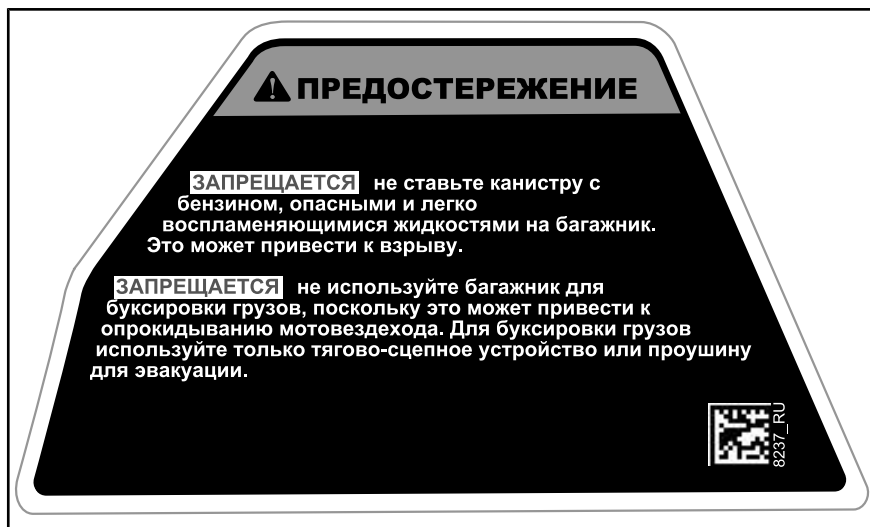 ПРЕДОСТЕРЕЖЕНИЕ
ЗАПРЕЩАЕТСЯ не ставьте канистру с
бензином, опасными и легко
воспламеняющимися жидкостями на багажник.
Это может привести к взрыву.
ЗАПРЕЩАЕТСЯ не используйте багажник для
буксировки грузов, поскольку это может привести к
опрокидыванию мотовездехода. Для буксировки грузов
используйте только тягово-сцепное устройство или проушину
для эвакуации.
8237_RU